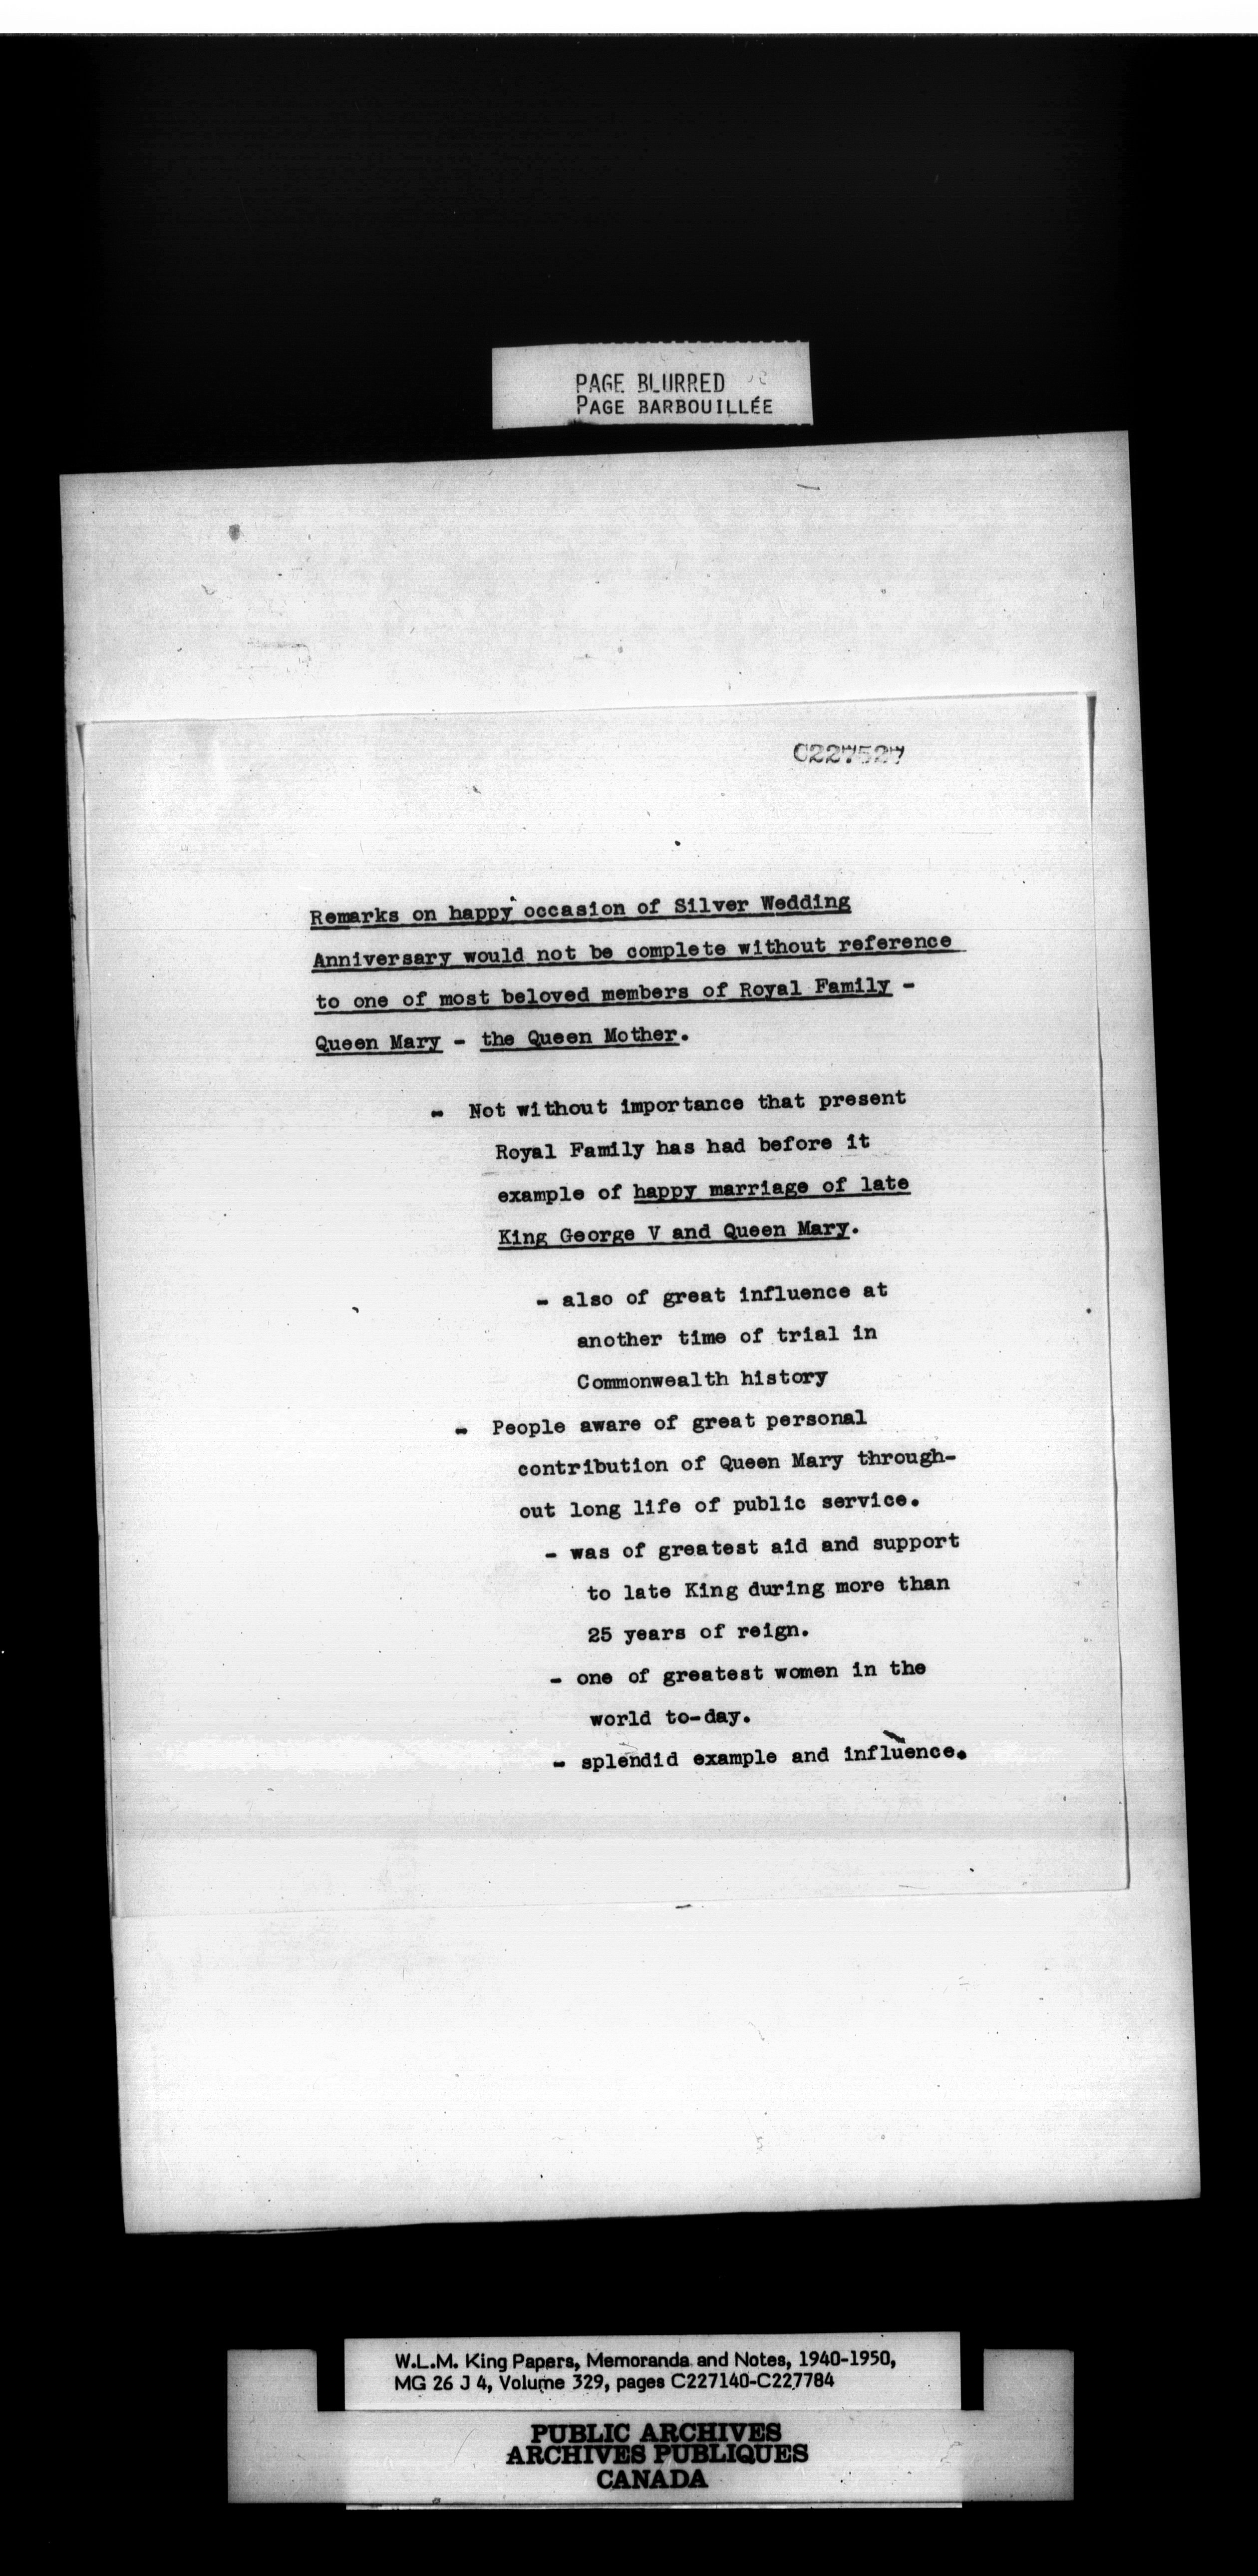 PAGE BLURRED
PAGE BARBOUILLÉE
C227527
Remarks on happy occasion of Silver Wedding
Anniversary would not be complete without reference
to one of most beloved members of Royal Family -
Queen Mary - the Queen Mother.
- Not without importance that present
Royal Family has had before it
example of happy marriage of late
King George V and Queen Mary.
- also of great influence at
another time of trial in
Commonwealth history
- People aware of great personal
contribution of Queen Mary through-
out long life of public service.
- was of greatest aid and support
to late King during more than
25 years of reign.
- one of greatest women in the
world to-day.
- splendid example and influence.
W.L.M. King Papers, Memoranda and Notes, 1940-1950,
MG 26 J 4, Volume 329, pages C227140-C227784
PUBLIC ARCHIVES
ARCHIVES PUBLIQUES
CANADA